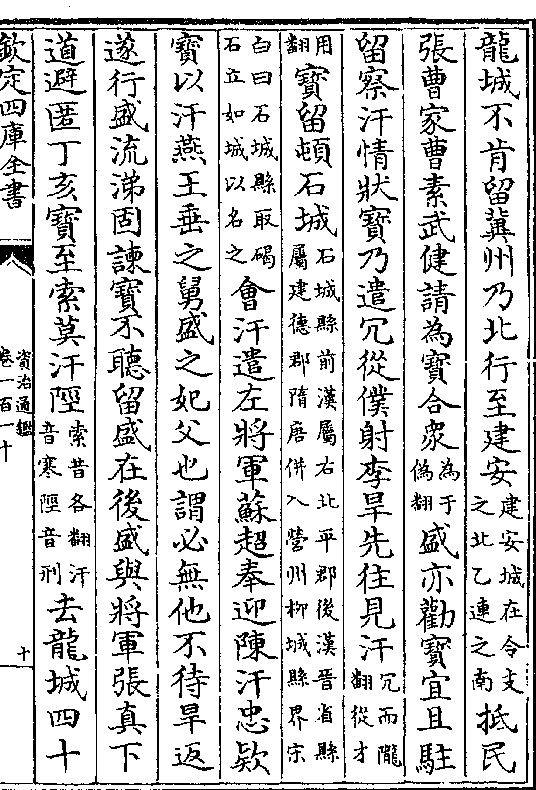 龍城不肯留冀州乃北行至建安建安城在令支之北乙連之南抵民
張曹家曹素武健請為寶合衆為于偽翻盛亦勸寶宜且駐
留察汗情狀寶乃遣冗從僕射李旱先往見汗冗而隴翻從才
用翻寶留頓石城石城縣前漢屬右北平郡後漢晉省縣屬建德郡隋唐併入營州柳城縣界宋
白曰石城縣取碣石立如城以名之會汗遣左將軍蘇超奉迎陳汗忠欵
寶以汗燕王垂之舅盛之妃父也謂必無他不待旱返
遂行盛流涕固諫寶不聽留盛在後盛與將軍張真下
道避匿丁亥寶至索莫汗陘索昔各翻汗音寒陘音刑去龍城四十
欽定四庫全書
資治通鑑
卷一百一十
十